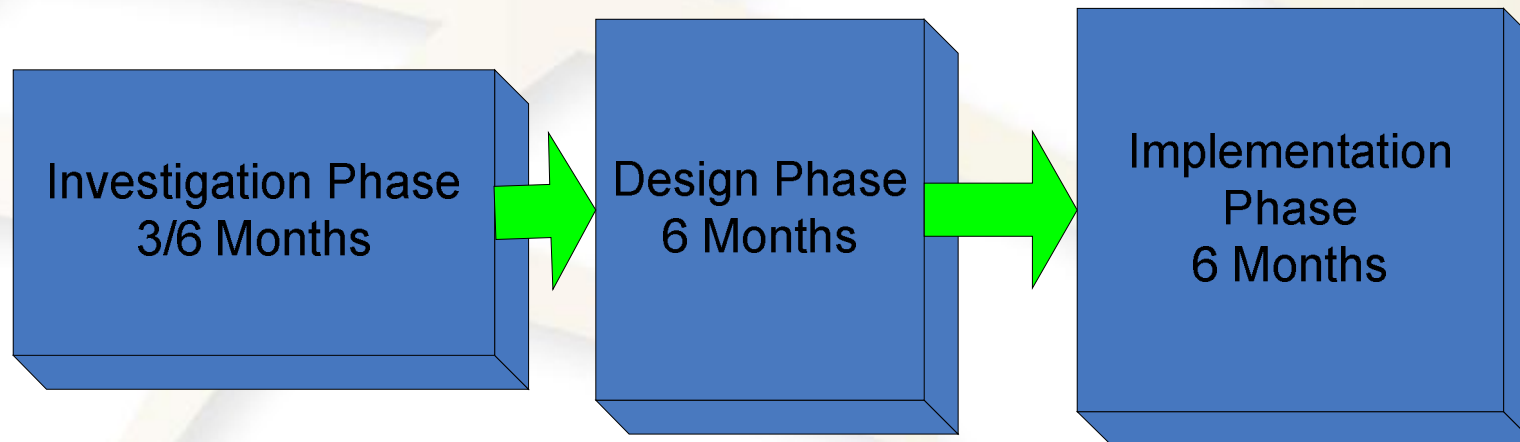 Investigation Phase
3/6 Months
Design Phase
6 Months
Implementation
Phase
6 Months